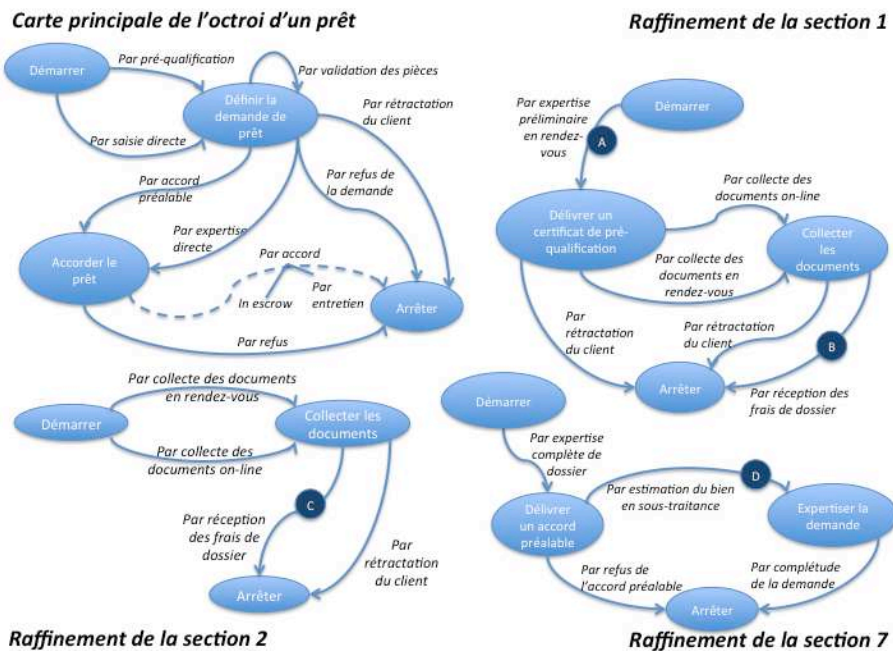 Carte principale de l'octroi d'un prêt
Démarrer
Par pré-qualification
Par validation des pièces
Définir la
demande de
prêt
Par saisie directe
Par rétractation
du client
Par accord
préalable
Par refus de
la demande
Par expertise
directe
Accorder le
prêt
Par accord
In escrow
Par
entretien
Arrêter
Par refus
Raffinement de la section 1
Par expertise
préliminaire
en rendez-
vous
A
Démarrer
Délivrer un
certificat de pré-
qualification
Par collecte des
documents on-line
Collecter
les
documents
Par collecte des
documents en
rendez-vous
Par
rétractation
du client
Par rétractation
du client
B
Arrêter
Par réception des
frais de dossier
Par collecte des documents
en rendez-vous
Démarrer
Collecter les
documents
Par collecte des
documents on-line
C
Par réception
des frais de
dossier
Par
rétractation
du client
Arrêter
Raffinement de la section 2
Démarrer
Par expertise
complète de
dossier
D
Par estimation du bien
en sous-traitance
Délivrer
un accord
préalable
Expertiser la
demande
Par refus de
l'accord préalable
Par complétude
de la demande
Arrêter
Raffinement de la section 7